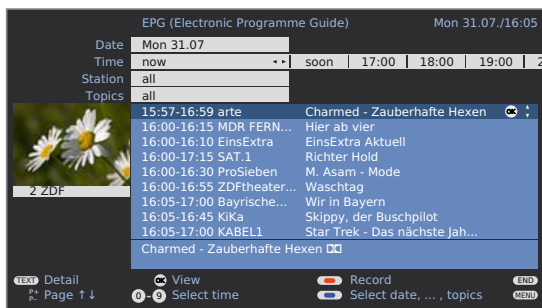 EPG (Electronic Programme Guide) Mon 31.07./16:05
Date Mon 31.07
Time now soon 17:00 18:00 19:00 2
Station all
Topics all
15:57-16:59 arte Charmed - Zauberhafte Hexen OK
16:00-16:15 MDR FERN... Hier ab vier
16:00-16:10 EinsExtra EinsExtra Aktuell
16:00-17:15 SAT.1 Richter Hold
16:00-16:30 ProSieben M. Asam - Mode
16:00-16:55 ZDFtheater... Waschtag
16:05-17:00 Bayrische... Wir in Bayern
16:05-16:45 KiKa Skippy, der Buschpilot
16:05-17:00 KABEL1 Star Trek - Das nächste Jah...
2 ZDF
Charmed - Zauberhafte Hexen
TEXT Detail OK View Record END
P+ P- Page ↑↓ 0-9 Select time Select date, ... , topics MENU